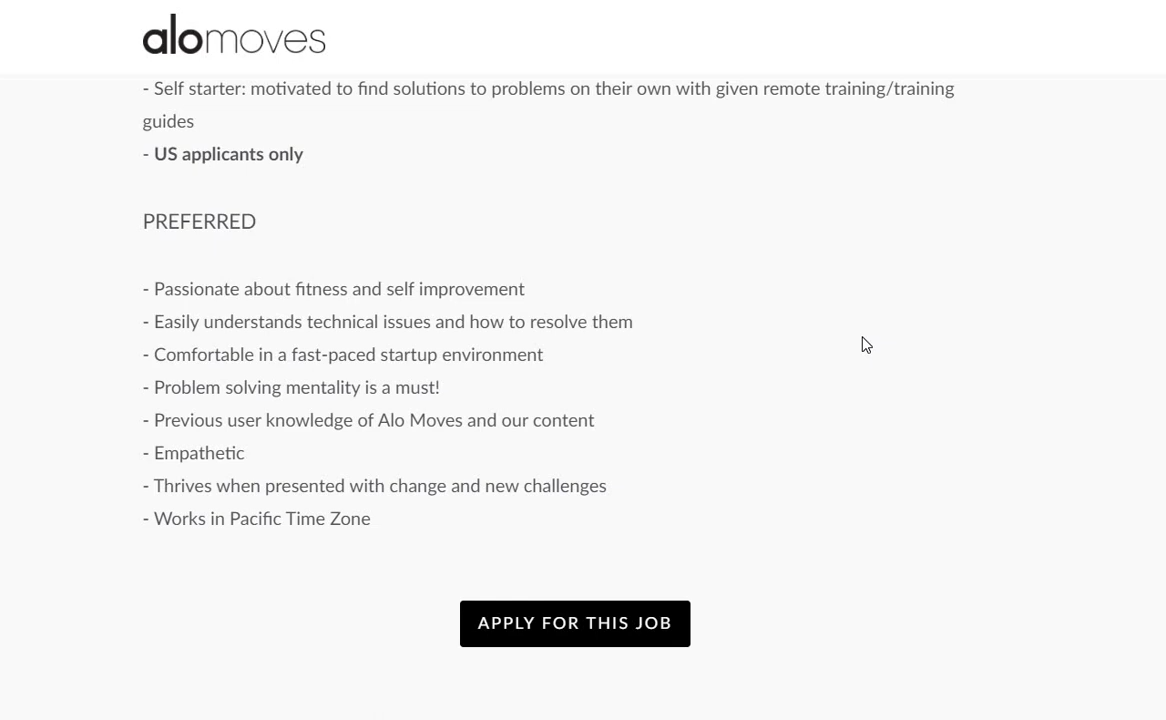 alomoves
- Self starter: motivated to find solutions to problems on their own with given remote training/training
guides
- US applicants only
PREFERRED
- Passionate about fitness and self improvement
- Easily understands technical issues and how to resolve them
- Comfortable in a fast-paced startup environment
- Problem solving mentality is a must!
- Previous user knowledge of Alo Moves and our content
- Empathetic
- Thrives when presented with change and new challenges
- Works in Pacific Time Zone
APPLY FOR THIS JOB